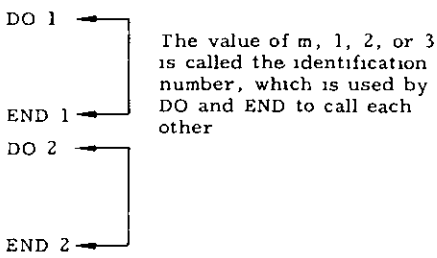 DO 1
The value of m, 1, 2, or 3
is called the identification
number, which is used by
DO and END to call each
other
END 1
DO 2
END 2